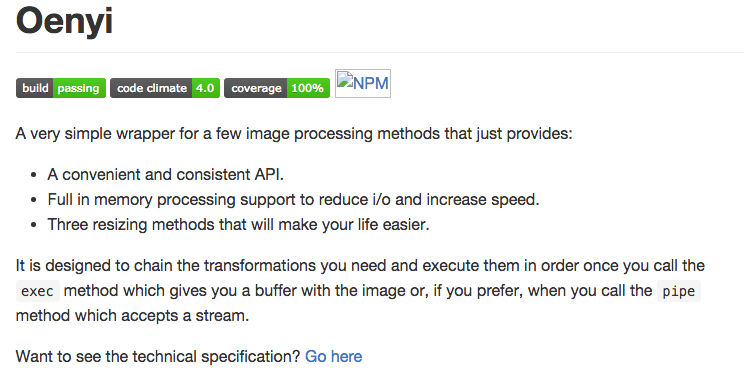 Oenyi
build passing code climate 4.0 coverage 100% NPM
A very simple wrapper for a few image processing methods that just provides:
• A convenient and consistent API.
• Full in memory processing support to reduce i/o and increase speed.
• Three resizing methods that will make your life easier.
It is designed to chain the transformations you need and execute them in order once you call the
exec method which gives you a buffer with the image or, if you prefer, when you call the pipe
method which accepts a stream.
Want to see the technical specification? Go here